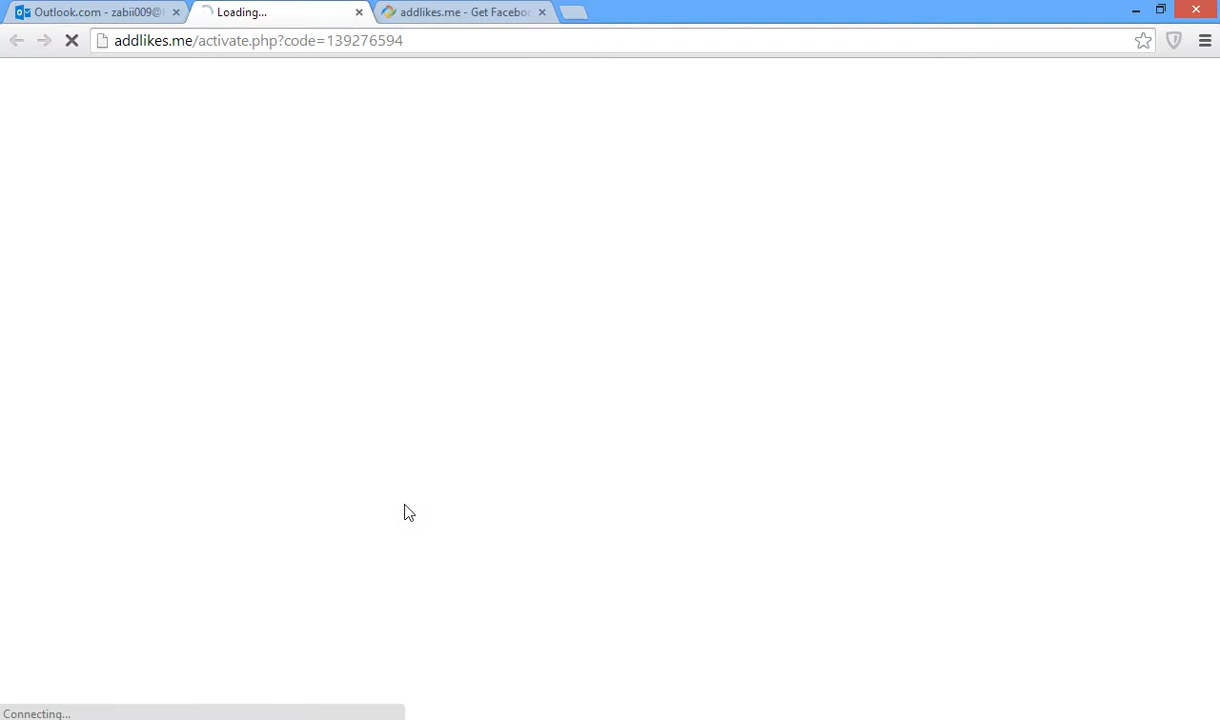 Outlook.com - zabii009@
Loading...
addlikes.me - Get Faceboo
addlikes.me/activate.php?code=139276594
Connecting...